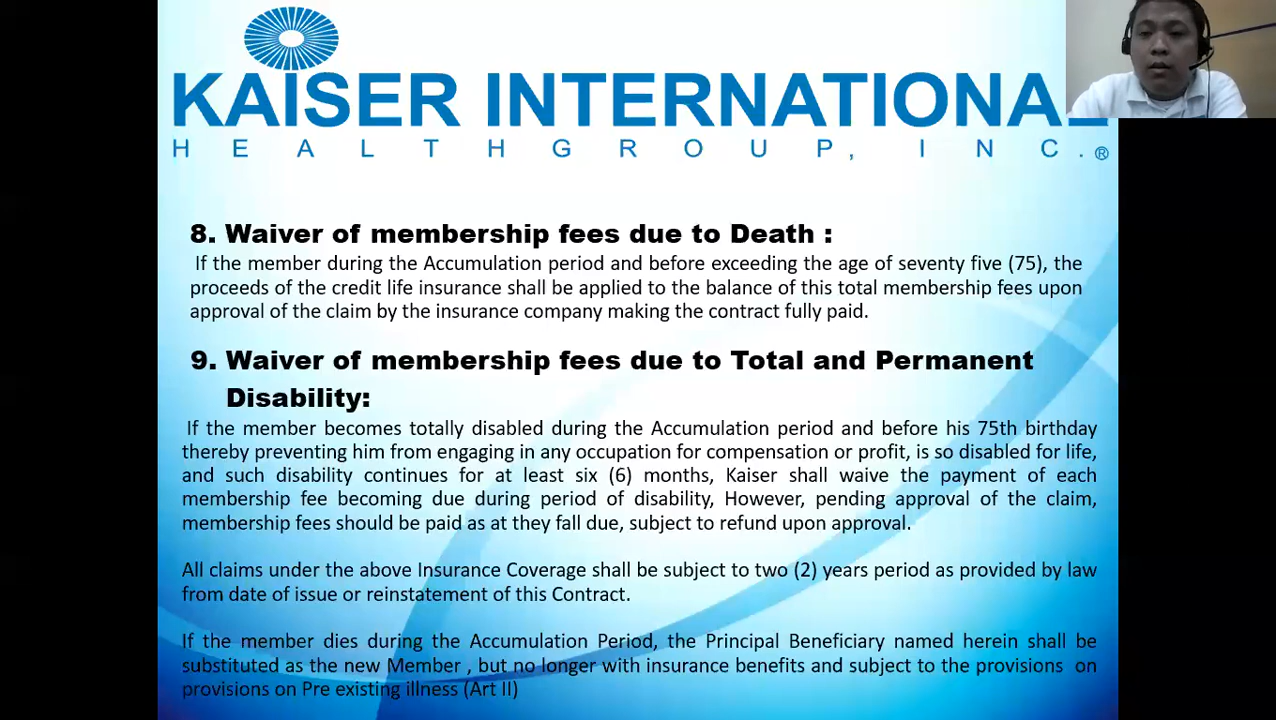 KAISER INTERNATIONAL
HEALTHGROUP, INC.®
8. Waiver of membership fees due to Death :
If the member during the Accumulation period and before exceeding the age of seventy five (75), the
proceeds of the credit life insurance shall be applied to the balance of this total membership fees upon
approval of the claim by the insurance company making the contract fully paid.
9. Waiver of membership fees due to Total and Permanent
Disability:
If the member becomes totally disabled during the Accumulation period and before his 75th birthday
thereby preventing him from engaging in any occupation for compensation or profit, is so disabled for life,
and such disability continues for at least six (6) months, Kaiser shall waive the payment of each
membership fee becoming due during period of disability, However, pending approval of the claim,
membership fees should be paid as at they fall due, subject to refund upon approval.
All claims under the above Insurance Coverage shall be subject to two (2) years period as provided by law
from date of issue or reinstatement of this Contract.
If the member dies during the Accumulation Period, the Principal Beneficiary named herein shall be
substituted as the new Member , but no longer with insurance benefits and subject to the provisions on
provisions on Pre existing illness (Art II)